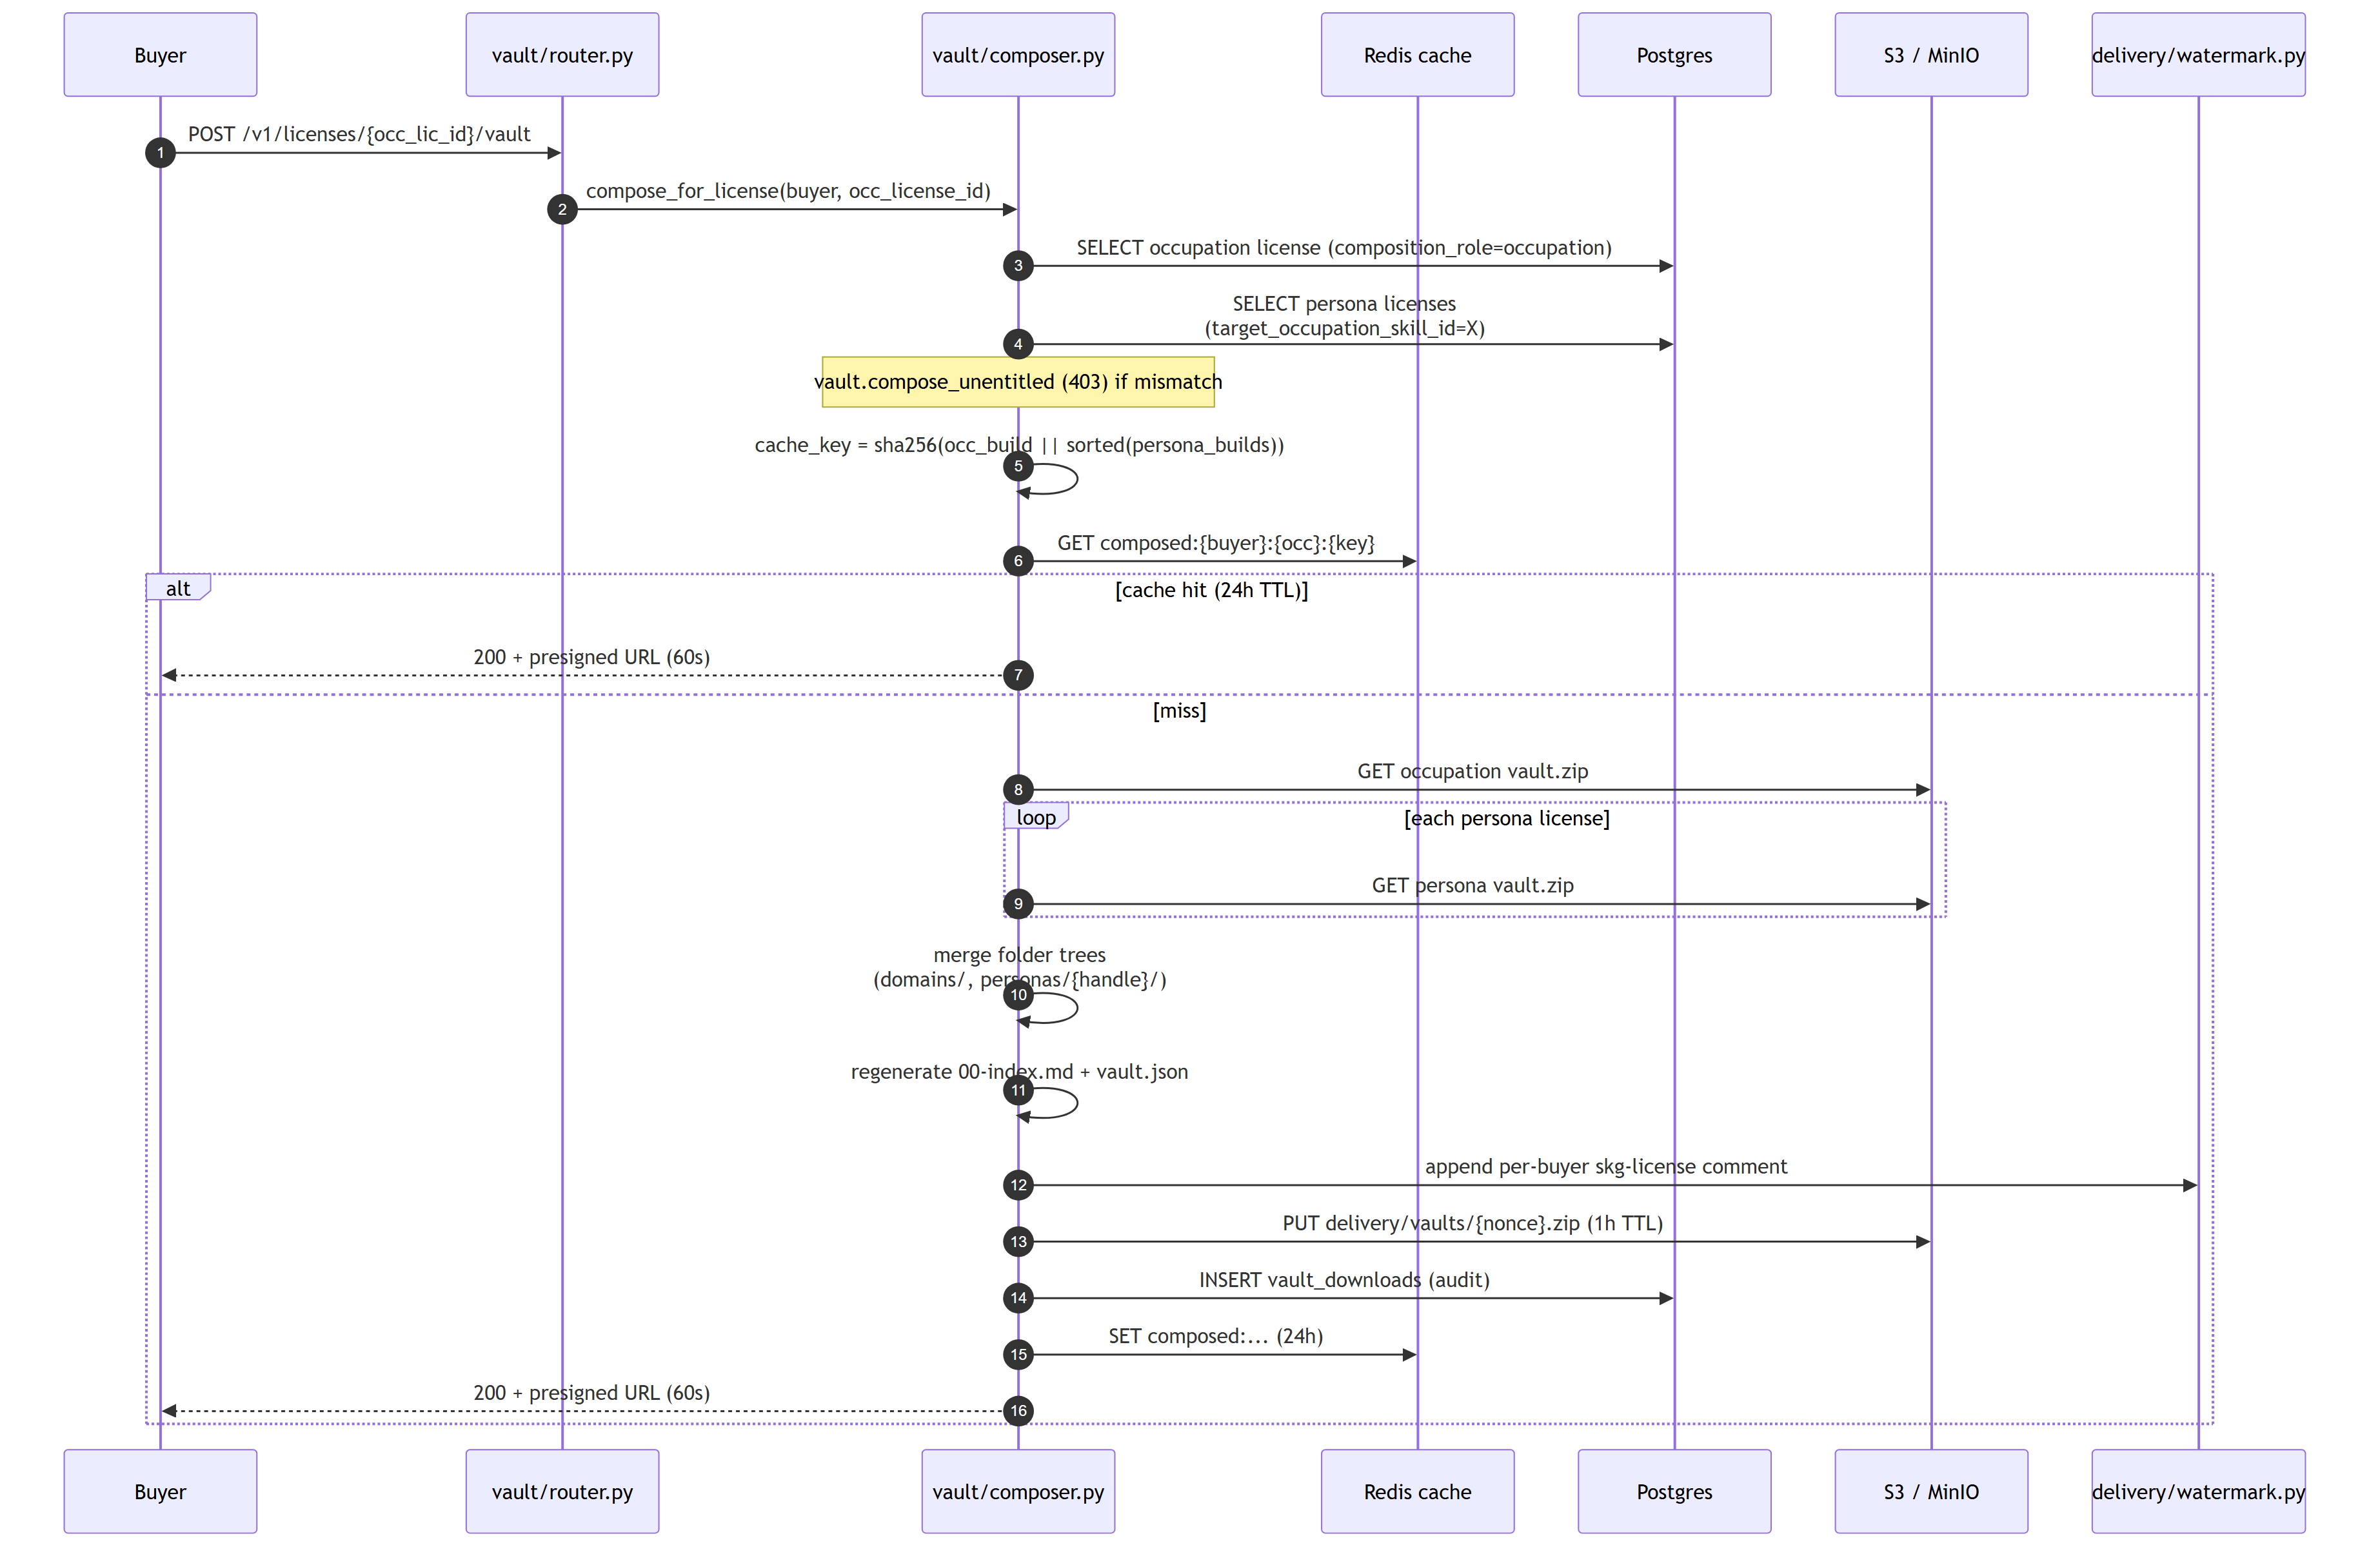 Buyer
vault/router.py
vault/composer.py
Redis cache
Postgres
S3 / MinIO
delivery/watermark.py
POST /v1/licenses/{occ_lic_id}/vault
1
compose_for_license(buyer, occ_license_id)
2
SELECT occupation license (composition_role=occupation)
3
SELECT persona licenses
(target_occupation_skill_id=X)
4
vault.compose_unentitled (403) if mismatch
cache_key = sha256(occ_build || sorted(persona_builds))
5
GET composed:{buyer}:{occ}:{key}
6
alt
[cache hit (24h TTL)]
200 + presigned URL (60s)
7
[miss]
GET occupation vault.zip
8
loop
[each persona license]
GET persona vault.zip
9
merge folder trees
(domains/, personas/{handle}/)
10
regenerate 00-index.md + vault.json
11
append per-buyer skg-license comment
12
PUT delivery/vaults/{nonce}.zip (1h TTL)
13
INSERT vault_downloads (audit)
14
SET composed:... (24h)
15
200 + presigned URL (60s)
16
Buyer
vault/router.py
vault/composer.py
Redis cache
Postgres
S3 / MinIO
delivery/watermark.py